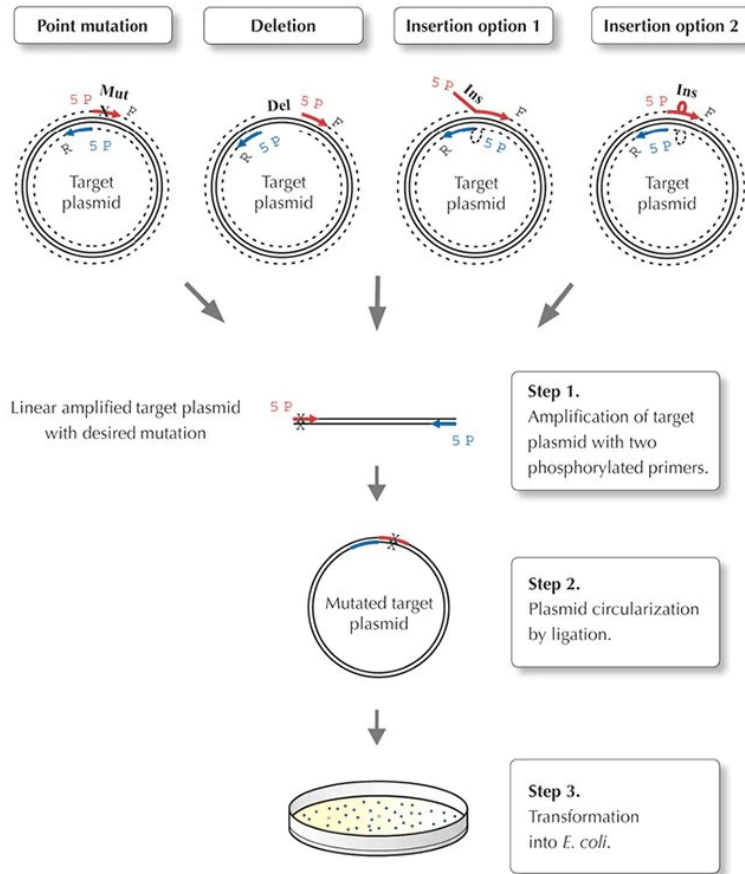 Point mutation
Deletion
Insertion option 1
Insertion option 2
5 P
Mut
X
F
R
5 P
Target
plasmid
Del
5 P
F
R
5 P
Target
plasmid
5 P
Ins
F
R
5 P
Target
plasmid
Ins
5 P
F
R
5 P
Target
plasmid
Linear amplified target plasmid
with desired mutation
5 P
X
X
5 P
Step 1.
Amplification of target
plasmid with two
phosphorylated primers.
X
X
Mutated target
plasmid
Step 2.
Plasmid circularization
by ligation.
Step 3.
Transformation
into E. coli.